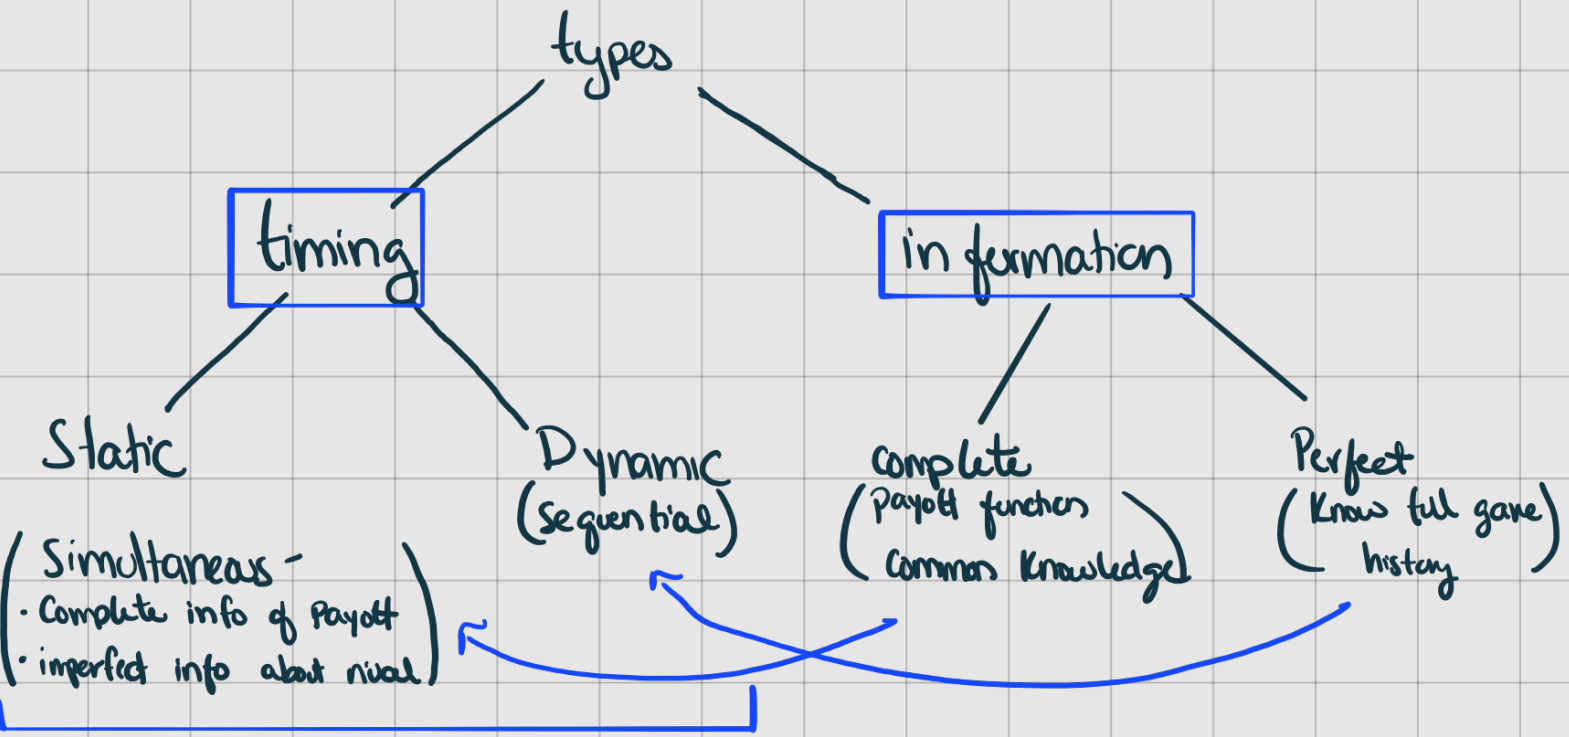 types
timing
information
Static
Dynamic
(sequential)
complete
(Payoff functions
common knowledge)
Perfect
(Know full game
history)
(Simultaneous -
· Complete info of Payoff
· imperfect info about rival)